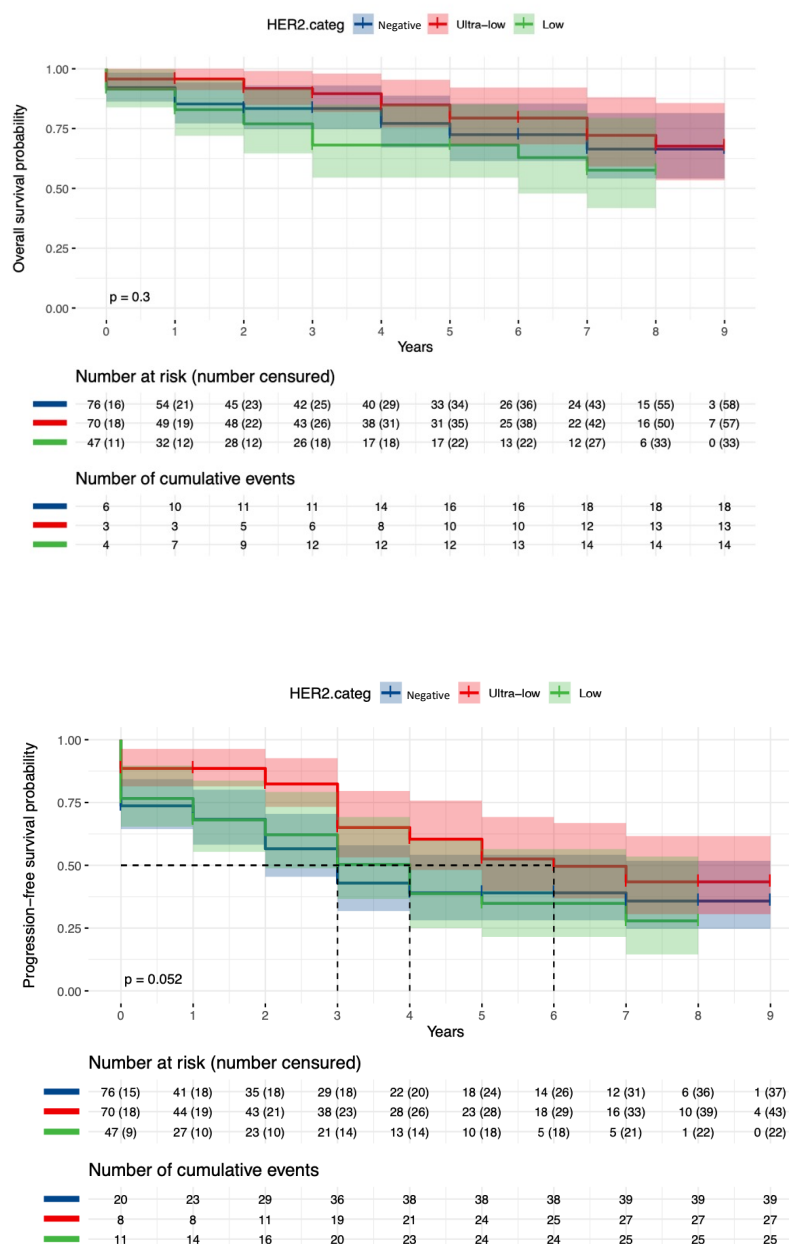 HER2.categ Negative Ultra-low Low
1.00
0.75
0.50
0.25
0.00
Overall survival probability
p = 0.3
0 1 2 3 4 5 6 7 8 9
Years
Number at risk (number censured)
76 (16) 54 (21) 45 (23) 42 (25) 40 (29) 33 (34) 26 (36) 24 (43) 15 (55) 3 (58)
70 (18) 49 (19) 48 (22) 43 (26) 38 (31) 31 (35) 25 (38) 22 (42) 16 (50) 7 (57)
47 (11) 32 (12) 28 (12) 26 (18) 17 (18) 17 (22) 13 (22) 12 (27) 6 (33) 0 (33)
Number of cumulative events
6 10 11 11 14 16 16 18 18 18
3 3 5 6 8 10 10 12 13 13
4 7 9 12 12 12 13 14 14 14
HER2.categ Negative Ultra-low Low
1.00
0.75
0.50
0.25
0.00
Progression-free survival probability
p = 0.052
0 1 2 3 4 5 6 7 8 9
Years
Number at risk (number censured)
76 (15) 41 (18) 35 (18) 29 (18) 22 (20) 18 (24) 14 (26) 12 (31) 6 (36) 1 (37)
70 (18) 44 (19) 43 (21) 38 (23) 28 (26) 23 (28) 18 (29) 16 (33) 10 (39) 4 (43)
47 (9) 27 (10) 23 (10) 21 (14) 13 (14) 10 (18) 5 (18) 5 (21) 1 (22) 0 (22)
Number of cumulative events
20 23 29 36 38 38 38 39 39 39
8 8 11 19 21 24 25 27 27 27
11 14 16 20 23 24 24 25 25 25